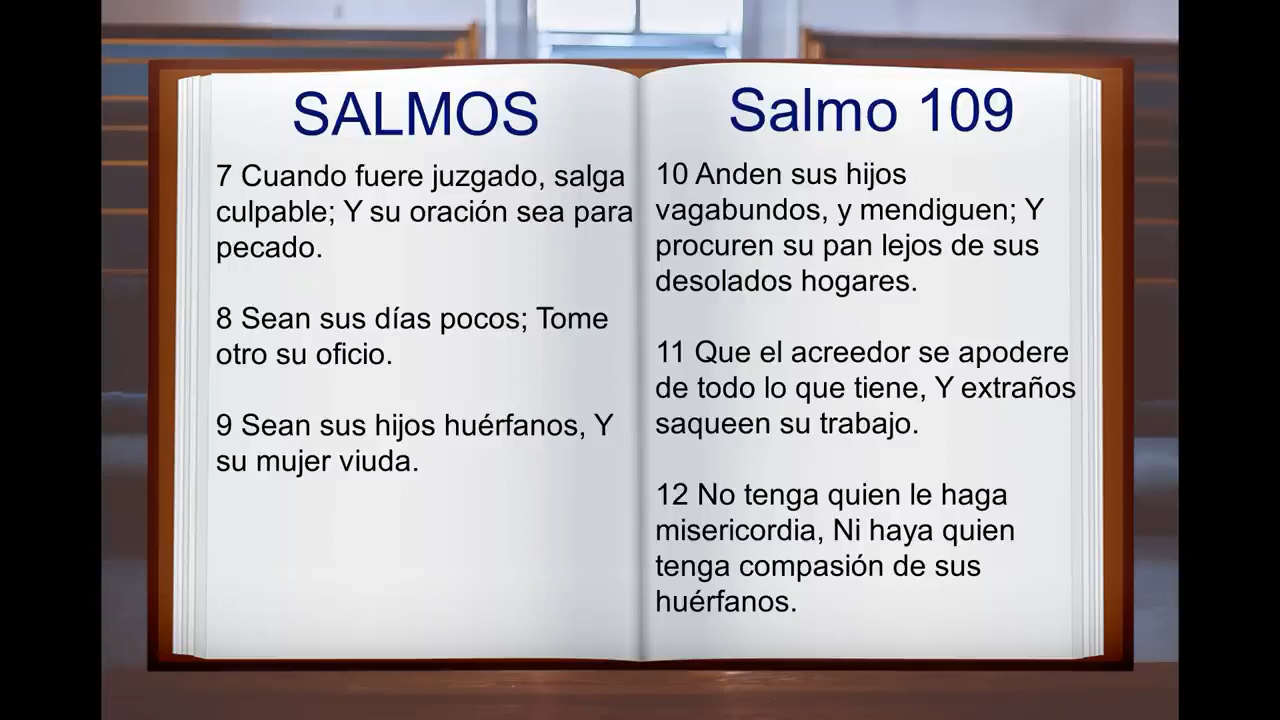 SALMOS
7 Cuando fuere juzgado, salga
culpable; Y su oración sea para
pecado.
8 Sean sus días pocos; Tome
otro su oficio.
9 Sean sus hijos huérfanos, Y
su mujer viuda.
Salmo 109
10 Anden sus hijos
vagabundos, y mendiguen; Y
procuren su pan lejos de sus
desolados hogares.
11 Que el acreedor se apodere
de todo lo que tiene, Y extraños
saqueen su trabajo.
12 No tenga quien le haga
misericordia, Ni haya quien
tenga compasión de sus
huérfanos.